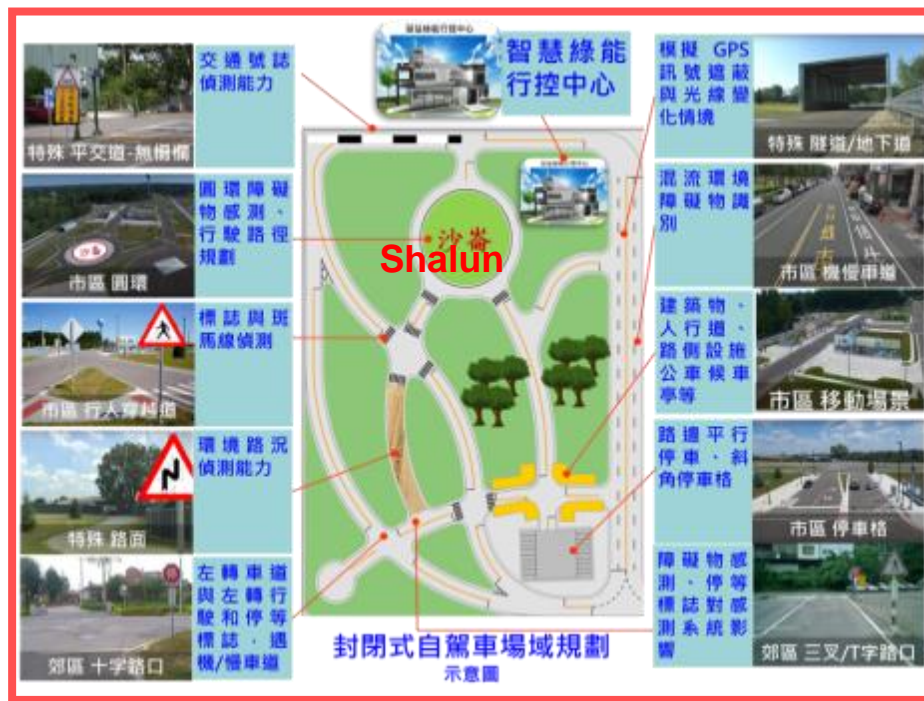 交通號誌
偵測能力
特殊 平交道-無柵欄
圓環障礙
物感測、
行駛路徑
規劃
市區 圓環
標誌與斑
馬線偵測
市區 行人穿越道
環境路況
偵測能力
特殊 路面
左轉車道
與左轉行
駛和停等
標誌,遇
機/慢車道
郊區 十字路口
智慧綠能
行控中心
沙崙
Shalun
封閉式自駕車場域規劃
示意圖
模擬 GPS
訊號遮蔽
與光線變
化情境
特殊 隧道/地下道
混流環境
障礙物識
別
市區 機慢車道
建築物、
人行道、
路側設施
公車候車
亭等
市區 移動場景
路邊平行
停車、斜
角停車格
市區 停車格
障礙物感
測、停等
標誌對感
測系統影
響
郊區 三叉/T字路口